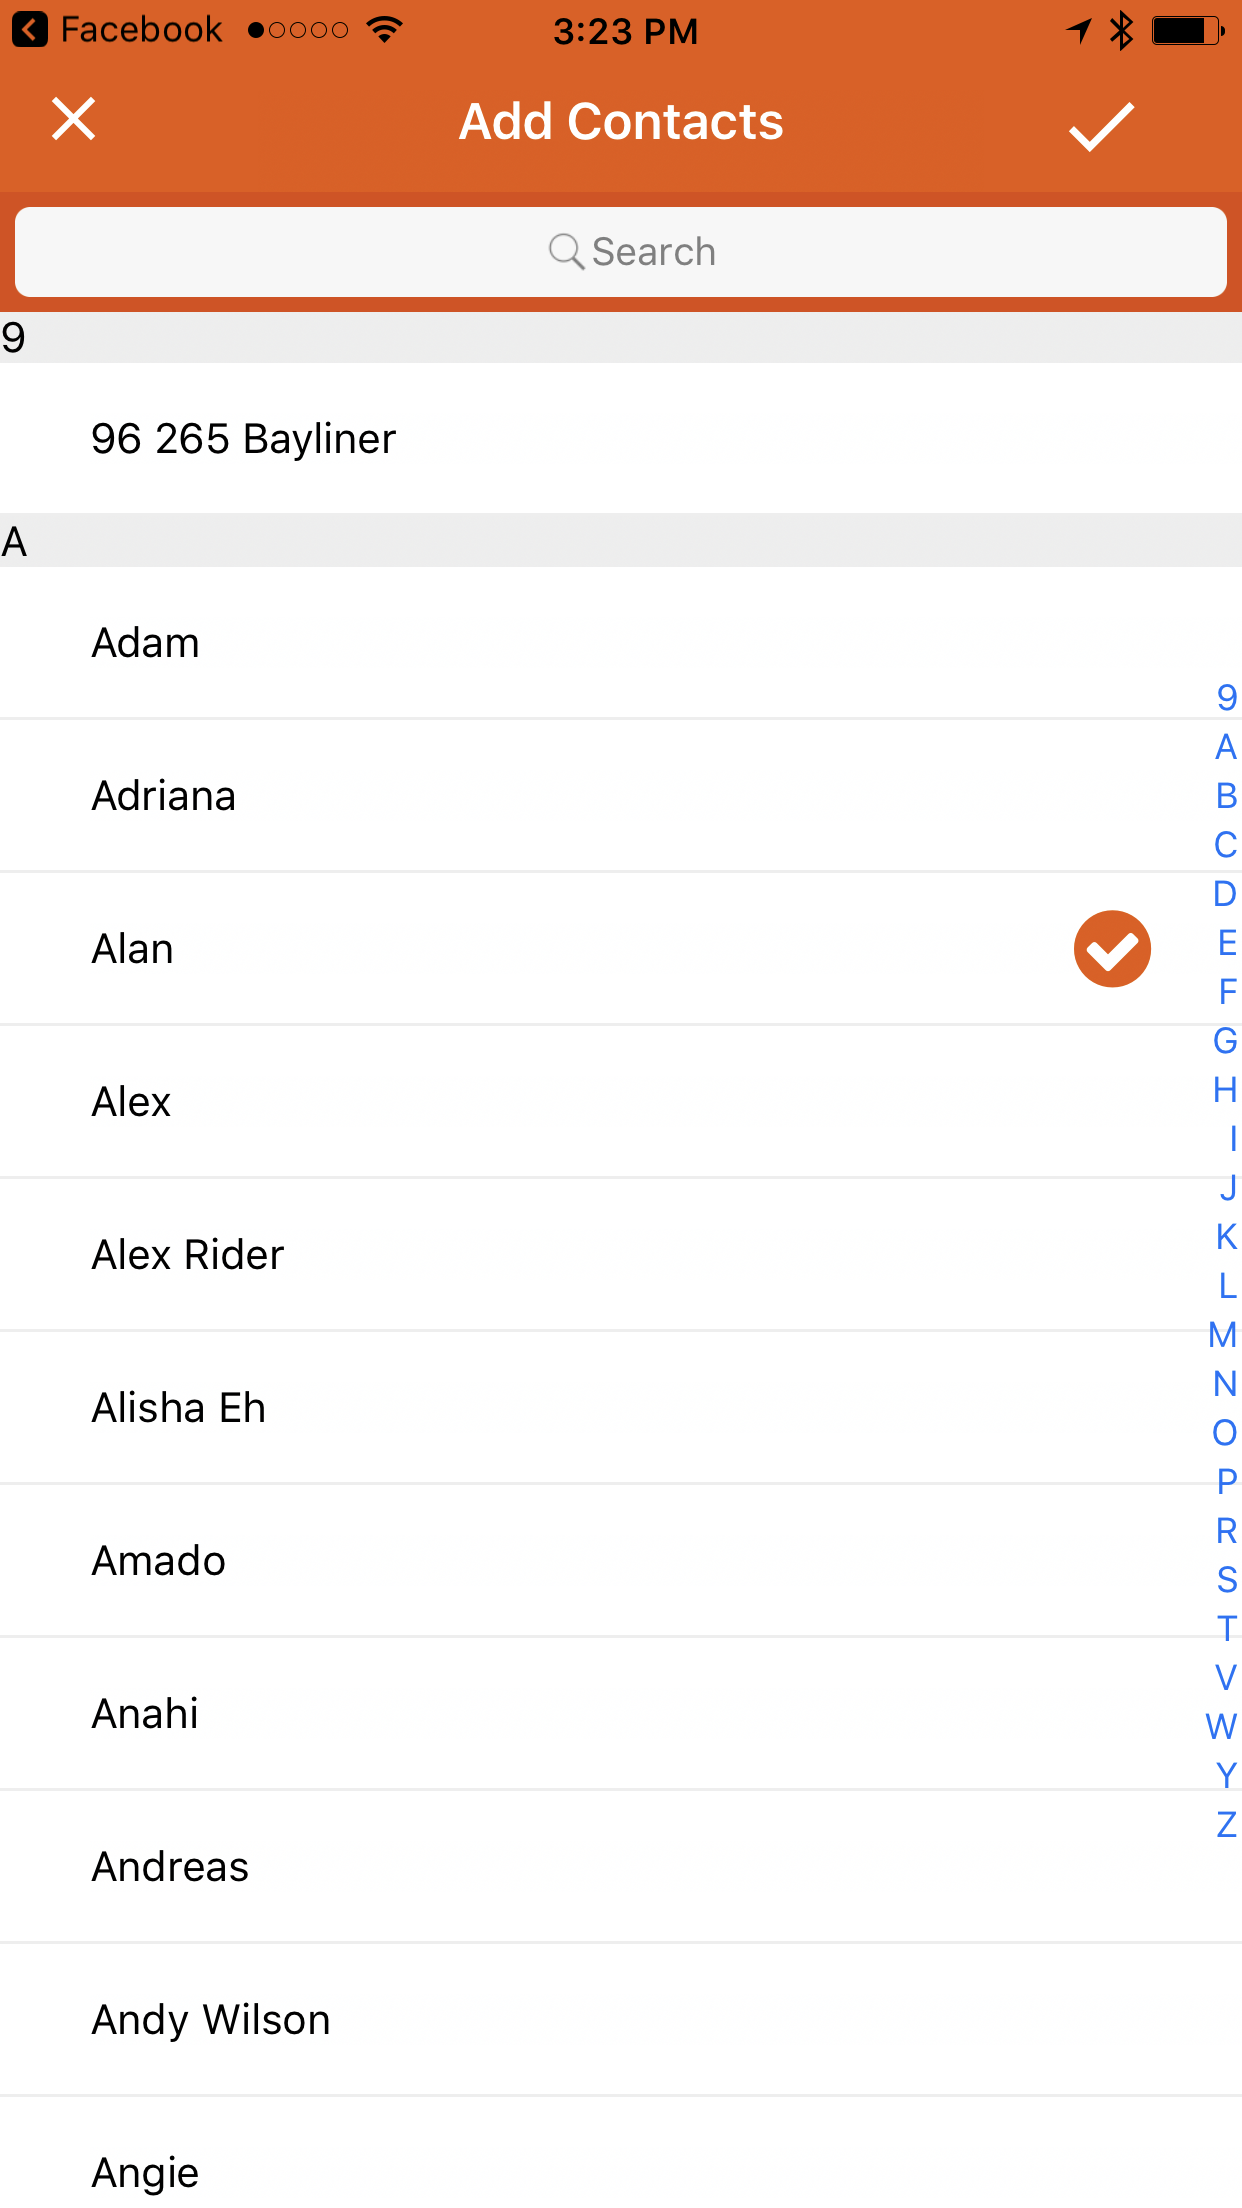 Facebook 3:23 PM
Add Contacts
Search
9
96 265 Bayliner
A
Adam
Adriana
Alan
Alex
Alex Rider
Alisha Eh
Amado
Anahi
Andreas
Andy Wilson
Angie
9
A
B
C
D
E
F
G
H
I
J
K
L
M
N
O
P
R
S
T
V
W
Y
Z